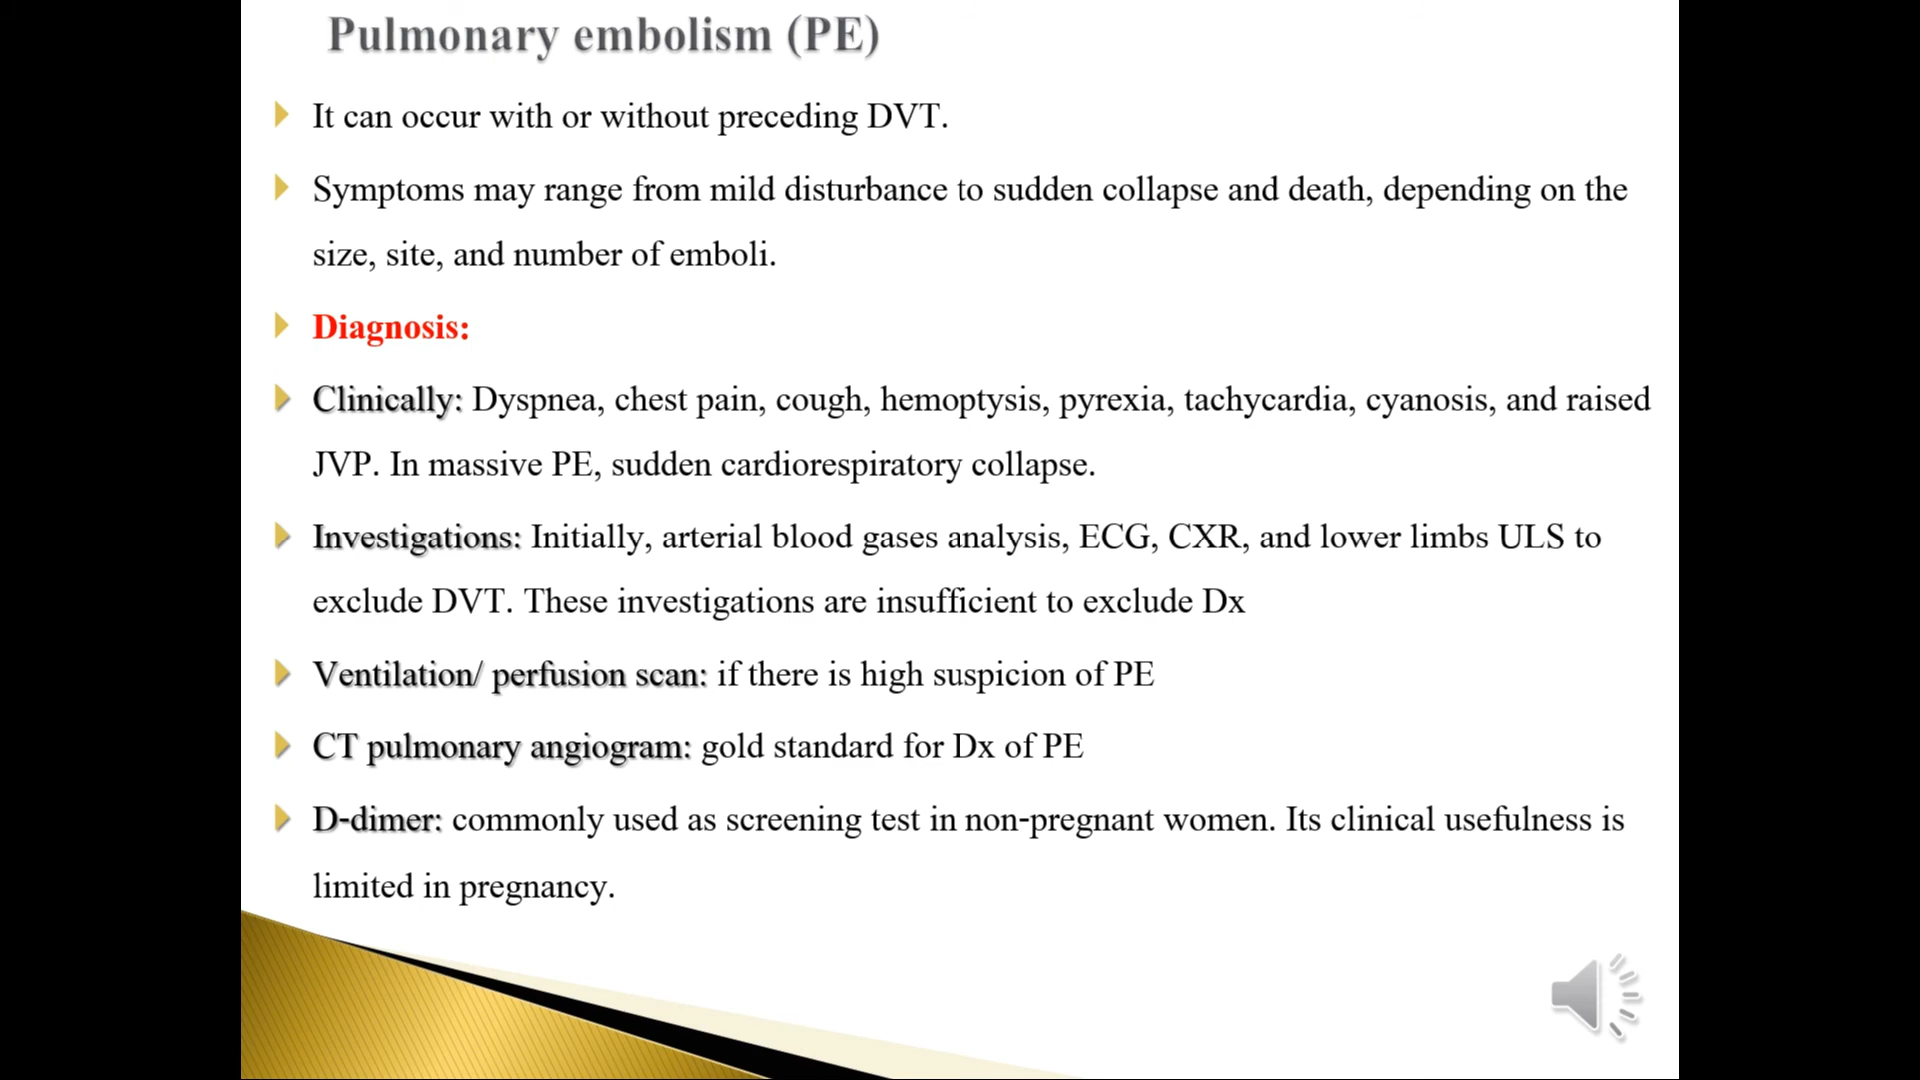 Pulmonary embolism (PE)
It can occur with or without preceding DVT.
Symptoms may range from mild disturbance to sudden collapse and death, depending on the
size, site, and number of emboli.
Diagnosis:
Clinically: Dyspnea, chest pain, cough, hemoptysis, pyrexia, tachycardia, cyanosis, and raised
JVP. In massive PE, sudden cardiorespiratory collapse.
Investigations: Initially, arterial blood gases analysis, ECG, CXR, and lower limbs ULS to
exclude DVT. These investigations are insufficient to exclude Dx
Ventilation/ perfusion scan: if there is high suspicion of PE
CT pulmonary angiogram: gold standard for Dx of PE
D-dimer: commonly used as screening test in non-pregnant women. Its clinical usefulness is
limited in pregnancy.